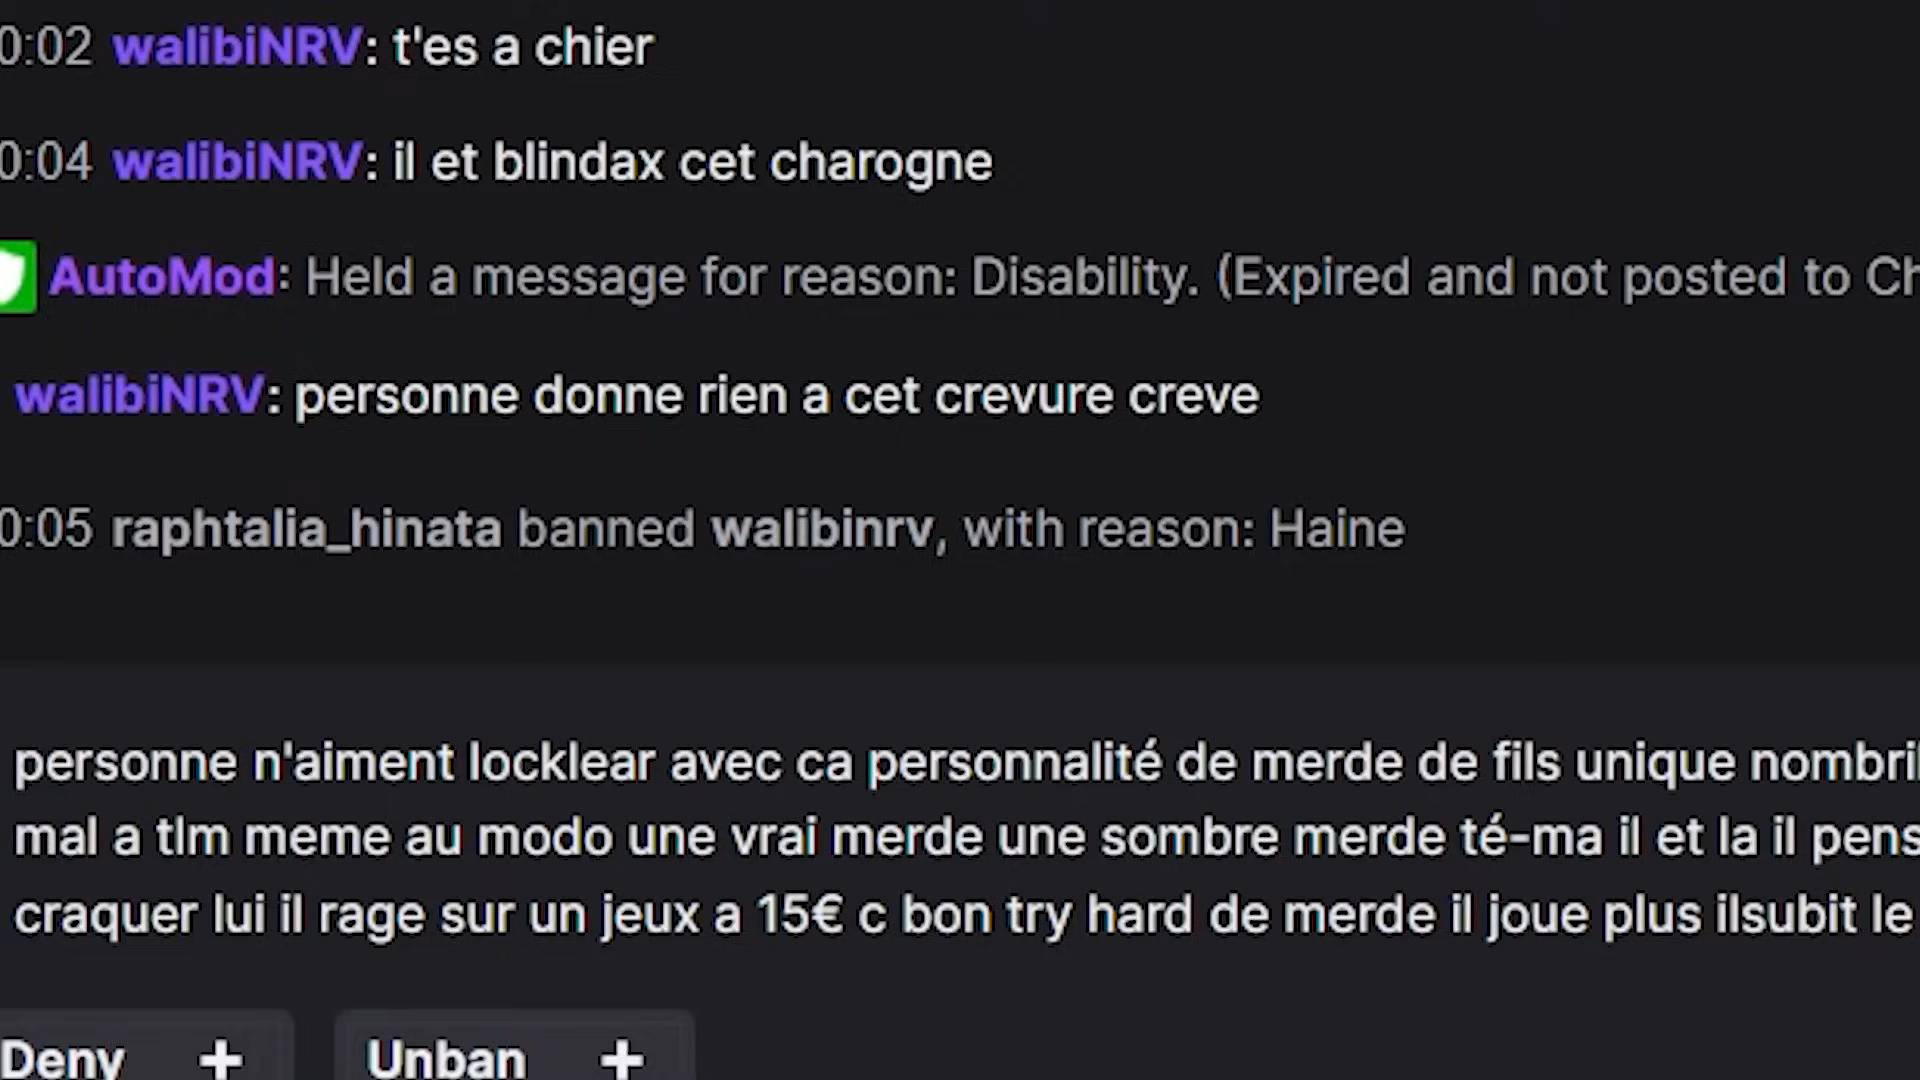 0:02 walibiNRV: t'es a chier
0:04 walibiNRV: il et blindax cet charogne
AutoMod: Held a message for reason: Disability. (Expired and not posted to Ch
walibiNRV: personne donne rien a cet crevure creve
0:05 raphtalia_hinata banned walibinrv, with reason: Haine
personne n'aiment locklear avec ca personnalité de merde de fils unique nombril
mal a tlm meme au modo une vrai merde une sombre merde té-ma il et la il pens
craquer lui il rage sur un jeux a 15€ c bon try hard de merde il joue plus ilsubit le
Deny + Unban +